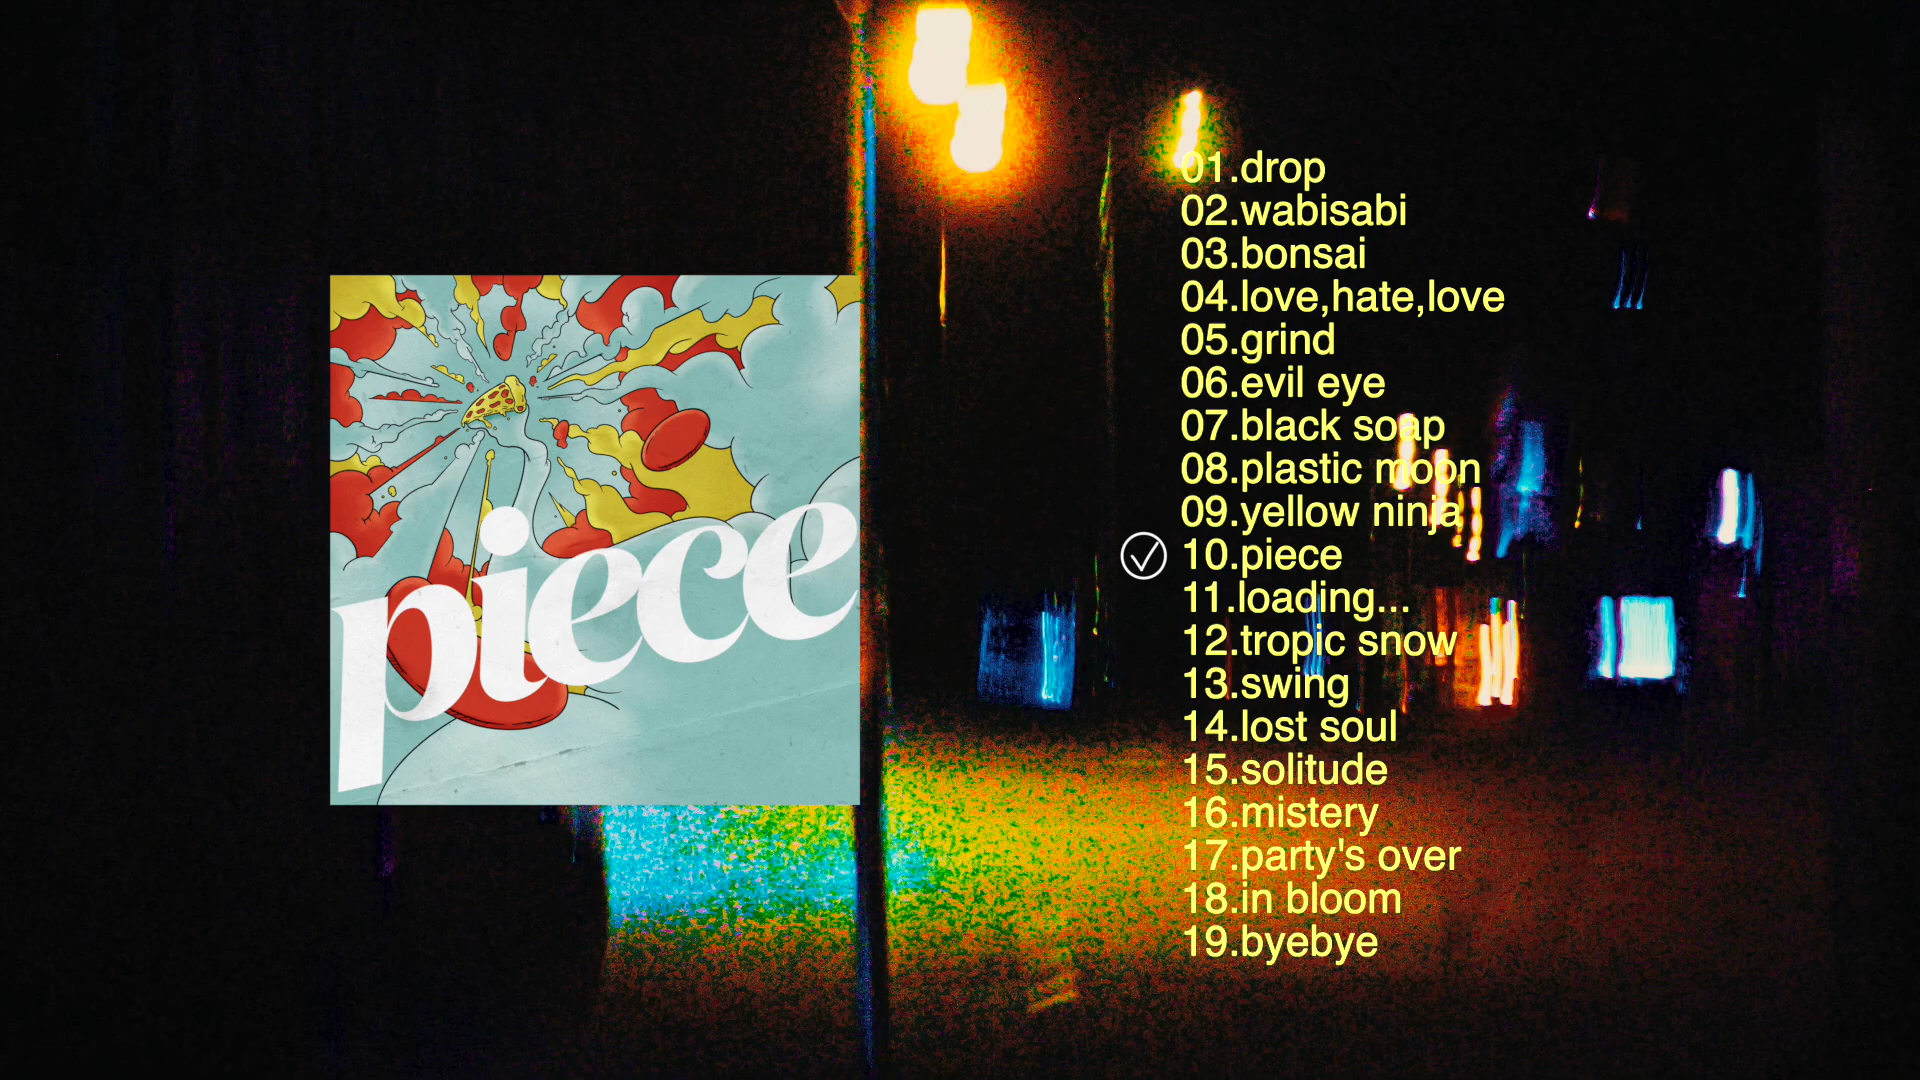 piece
01.drop
02.wabisabi
03.bonsai
04.love,hate,love
05.grind
06.evil eye
07.black soap
08.plastic moon
09.yellow ninja
10.piece
11.loading...
12.tropic snow
13.swing
14.lost soul
15.solitude
16.mistery
17.party's over
18.in bloom
19.byebye